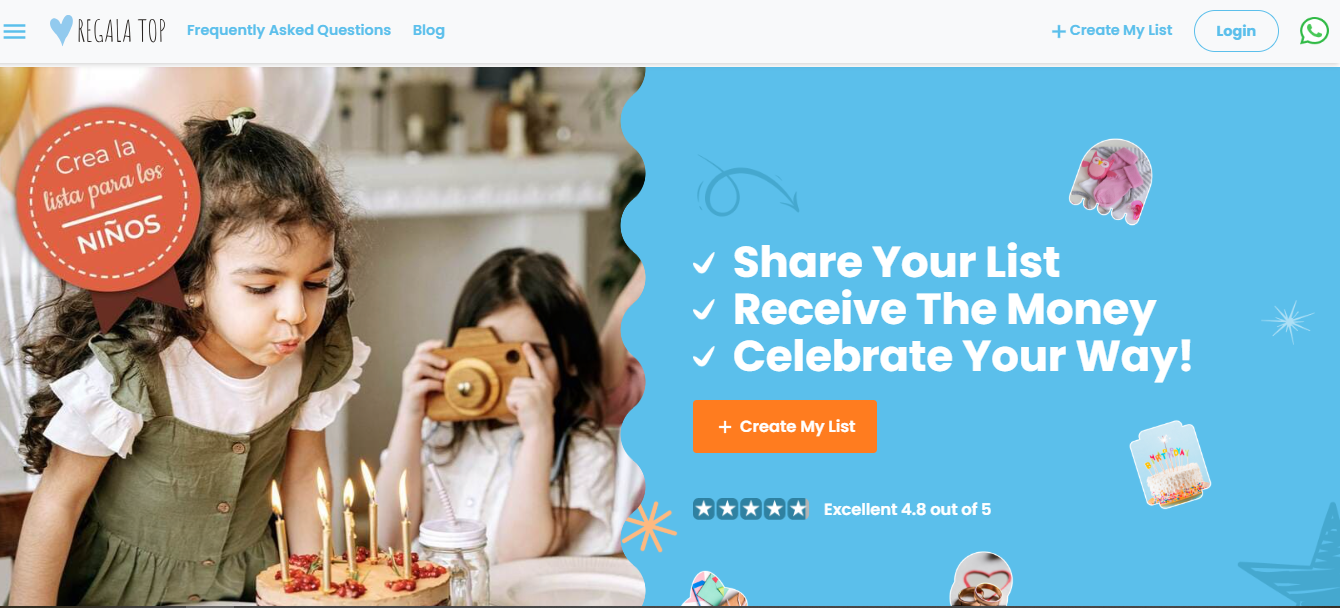 REGALA TOP
Frequently Asked Questions
Blog
+ Create My List
Login
Crea la
lista para los
NIÑOS
Share Your List
Receive The Money
Celebrate Your Way!
+ Create My List
Excellent 4.8 out of 5